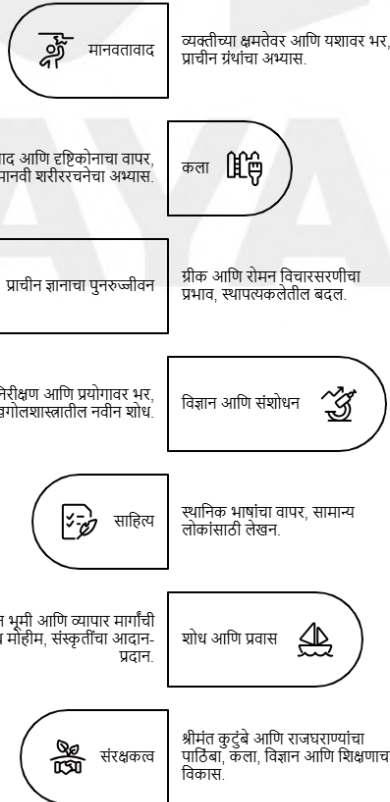 मानवतावाद
व्यक्तीच्या क्षमतेवर आणि यशावर भर,
प्राचीन ग्रंथांचा अभ्यास.
आणि दृष्टिकोनाचा वापर,
मानवी शरीररचनेचा अभ्यास.
कला
प्राचीन ज्ञानाचा पुनरुज्जीवन
ग्रीक आणि रोमन विचारसरणीचा
प्रभाव, स्थापत्यकलेतील बदल.
निरीक्षण आणि प्रयोगावर भर,
खगोलशास्त्रातील नवीन शोध.
विज्ञान आणि संशोधन
साहित्य
स्थानिक भाषांचा वापर, सामान्य
लोकांसाठी लेखन.
भूमी आणि व्यापार मार्गांची
मोहीम, संस्कृतींचा आदान-
प्रदान.
शोध आणि प्रवास
संरक्षकत्व
श्रीमंत कुटुंबे आणि राजघराण्यांचा
पाठिंबा, कला, विज्ञान आणि शिक्षणाचा
विकास.